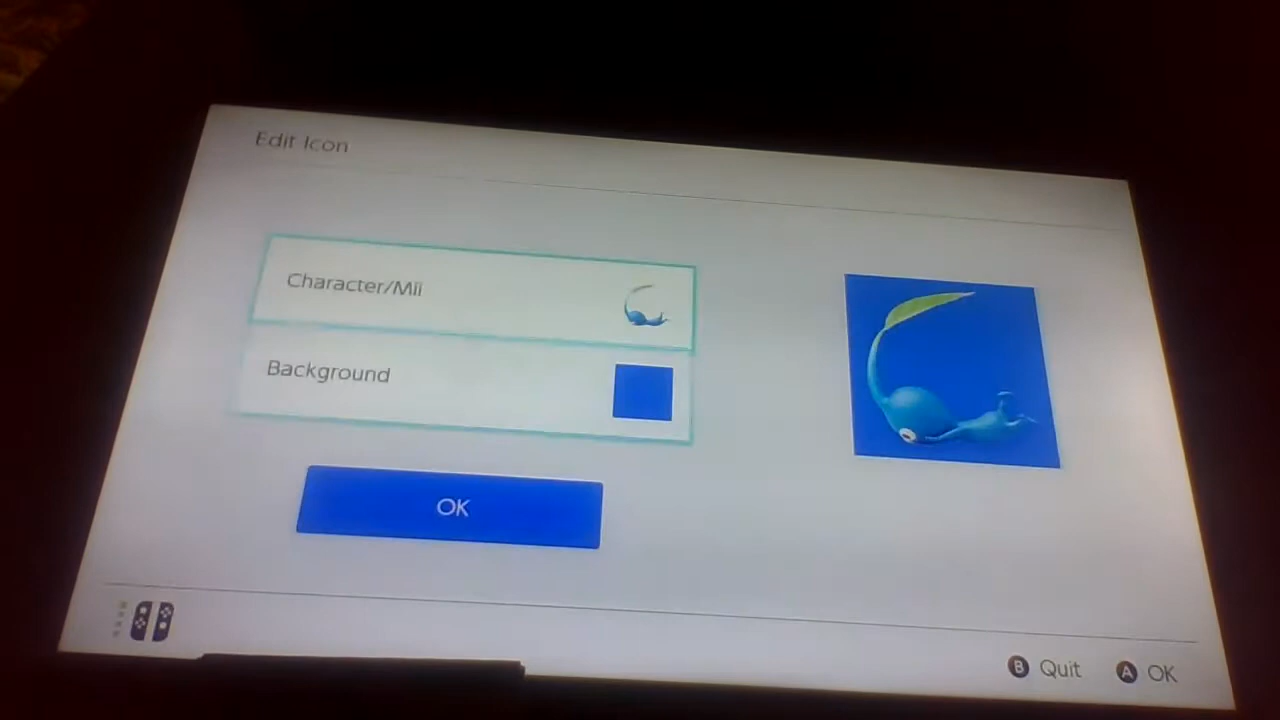 Edit Icon
Character/Mii
Background
OK
B Quit A OK